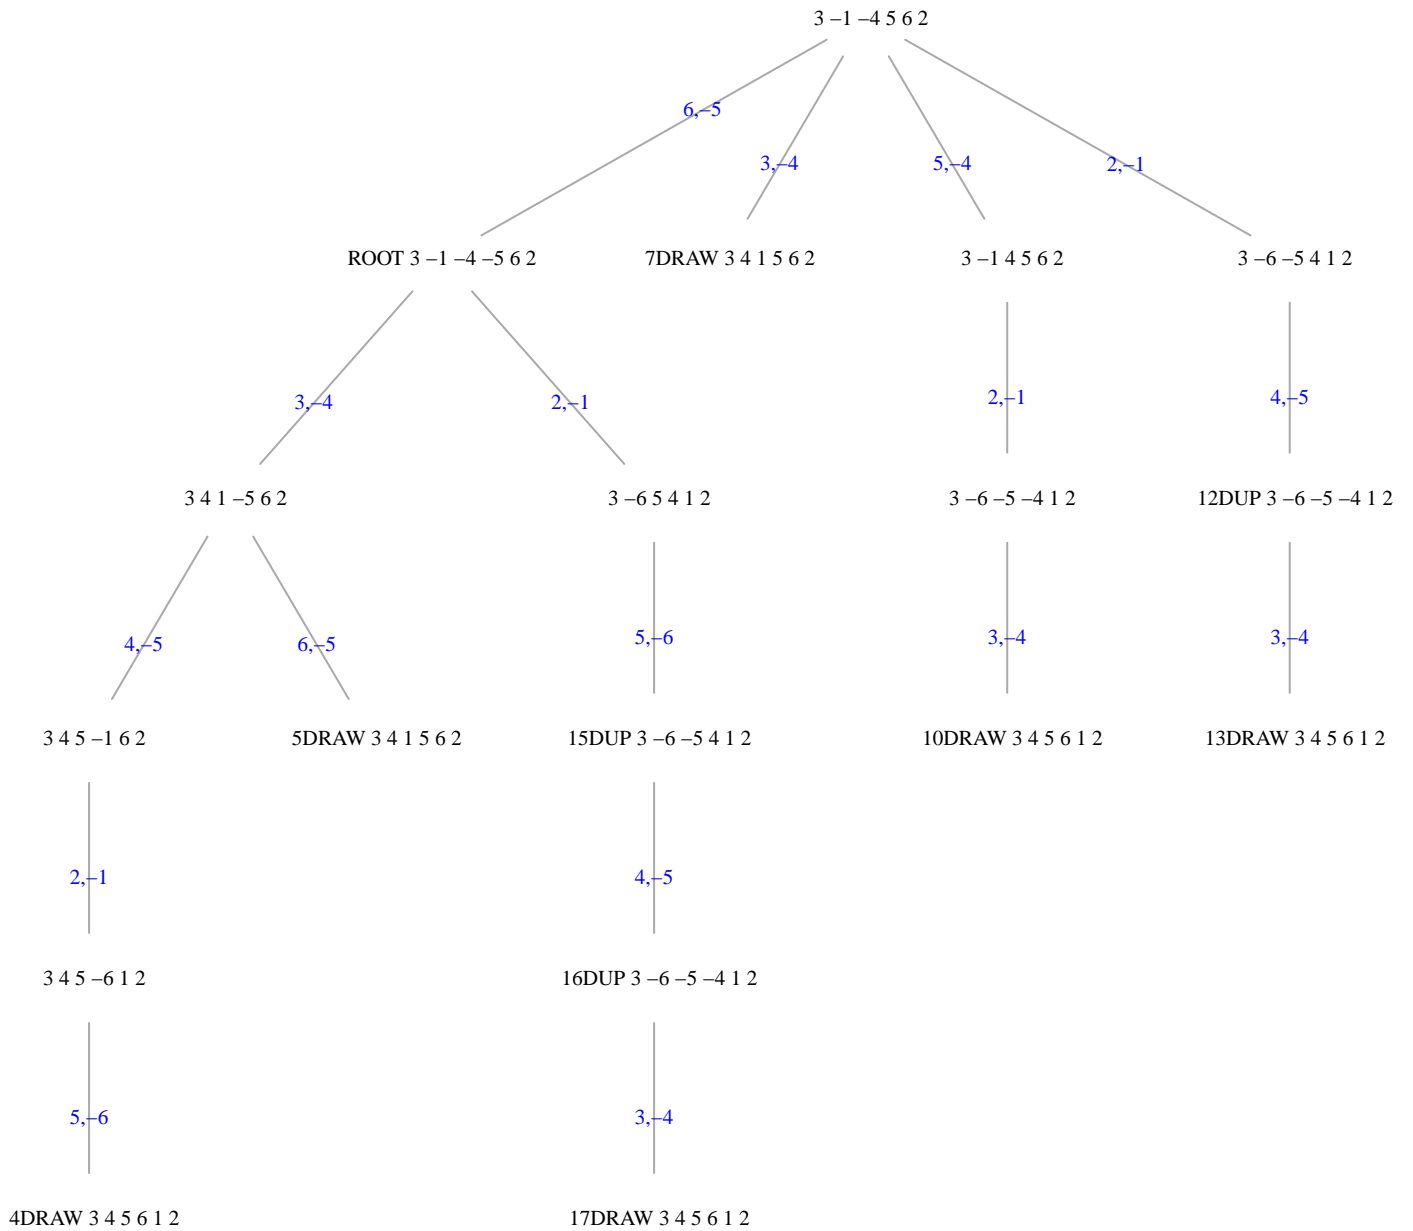 3 –1 –4 5 6 2
6,–5
3,–4
5,–4
2,–1
ROOT 3 –1 –4 –5 6 2
7DRAW 3 4 1 5 6 2
3 –1 4 5 6 2
3 –6 –5 4 1 2
3,–4
2,–1
2,–1
4,–5
3 4 1 –5 6 2
3 –6 5 4 1 2
3 –6 –5 –4 1 2
12DUP 3 –6 –5 –4 1 2
4,–5
6,–5
5,–6
3,–4
3,–4
3 4 5 –1 6 2
5DRAW 3 4 1 5 6 2
15DUP 3 –6 –5 4 1 2
10DRAW 3 4 5 6 1 2
13DRAW 3 4 5 6 1 2
2,–1
4,–5
3 4 5 –6 1 2
16DUP 3 –6 –5 –4 1 2
5,–6
3,–4
4DRAW 3 4 5 6 1 2
17DRAW 3 4 5 6 1 2